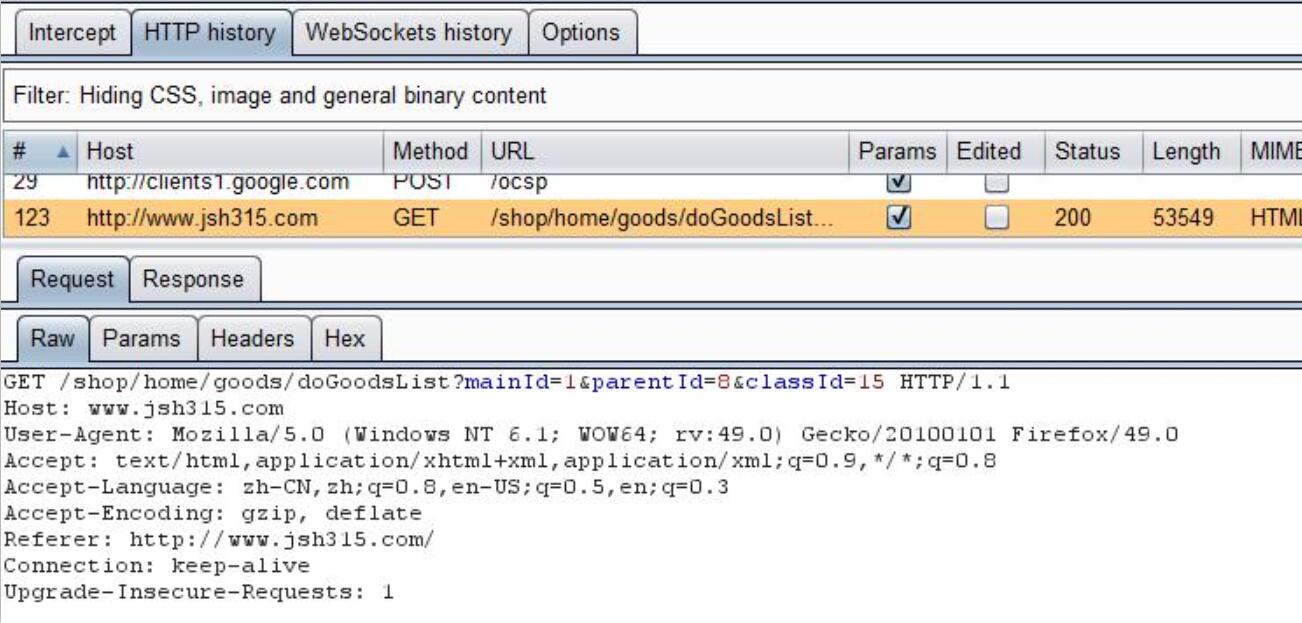 Intercept HTTP history WebSockets history Options
Filter: Hiding CSS, image and general binary content
# Host Method URL Params Edited Status Length MIME
29 http://clients1.google.com POST /ocsp
123 http://www.jsh315.com GET /shop/home/goods/doGoodsList... 200 53549 HTML
Request Response
Raw Params Headers Hex
GET /shop/home/goods/doGoodsList?mainId=1&parentId=8&classId=15 HTTP/1.1
Host: www.jsh315.com
User-Agent: Mozilla/5.0 (Windows NT 6.1; WOW64; rv:49.0) Gecko/20100101 Firefox/49.0
Accept: text/html,application/xhtml+xml,application/xml;q=0.9,*/*;q=0.8
Accept-Language: zh-CN,zh;q=0.8,en-US;q=0.5,en;q=0.3
Accept-Encoding: gzip, deflate
Referer: http://www.jsh315.com/
Connection: keep-alive
Upgrade-Insecure-Requests: 1